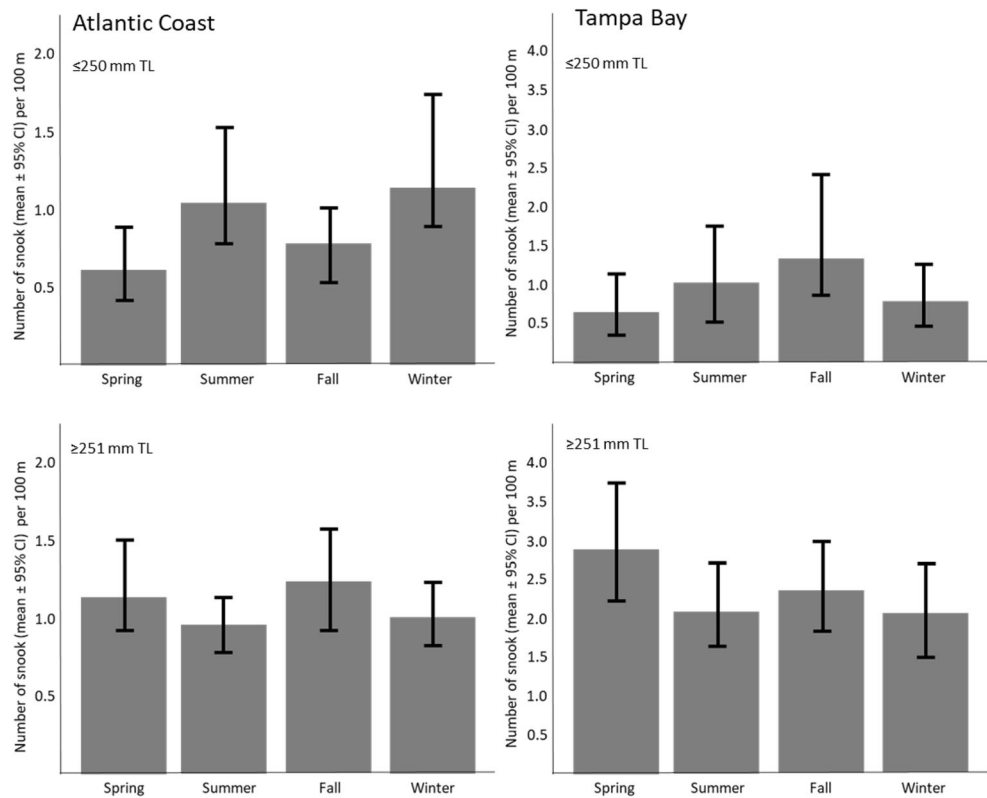 Atlantic Coast
≤250 mm TL
Number of snook (mean ± 95% CI) per 100 m
2.0
1.5
1.0
0.5
Spring Summer Fall Winter
Tampa Bay
≤250 mm TL
Number of snook (mean ± 95% CI) per 100 m
4.0
3.5
3.0
2.5
2.0
1.5
1.0
0.5
Spring Summer Fall Winter
≥251 mm TL
Number of snook (mean ± 95% CI) per 100 m
2.0
1.5
1.0
0.5
Spring Summer Fall Winter
≥251 mm TL
Number of snook (mean ± 95% CI) per 100 m
4.0
3.5
3.0
2.5
2.0
1.5
1.0
0.5
Spring Summer Fall Winter